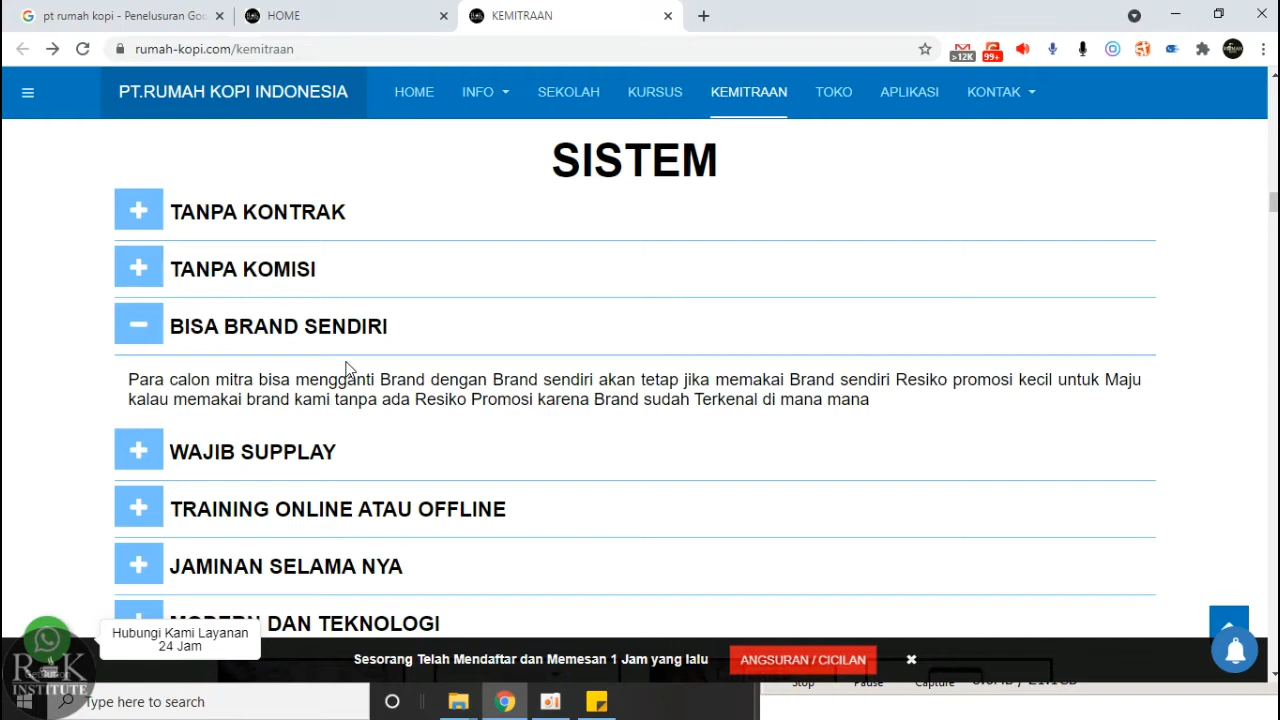 pt rumah kopi - Penelusuran Goo
HOME
KEMITRAAN
rumah-kopi.com/kemitraan
>12K
99+
PT.RUMAH KOPI INDONESIA
HOME
INFO
SEKOLAH
KURSUS
KEMITRAAN
TOKO
APLIKASI
KONTAK
SISTEM
TANPA KONTRAK
TANPA KOMISI
BISA BRAND SENDIRI
Para calon mitra bisa mengganti Brand dengan Brand sendiri akan tetap jika memakai Brand sendiri Resiko promosi kecil untuk Maju
kalau memakai brand kami tanpa ada Resiko Promosi karena Brand sudah Terkenal di mana mana
WAJIB SUPPLAY
TRAINING ONLINE ATAU OFFLINE
JAMINAN SELAMA NYA
MODERN DAN TEKNOLOGI
Hubungi Kami Layanan
24 Jam
Sesorang Telah Mendaftar dan Memesan 1 Jam yang lalu
ANGSURAN / CICILAN
RK
INSTITUTE
Stop
Pause
Capture
Type here to search